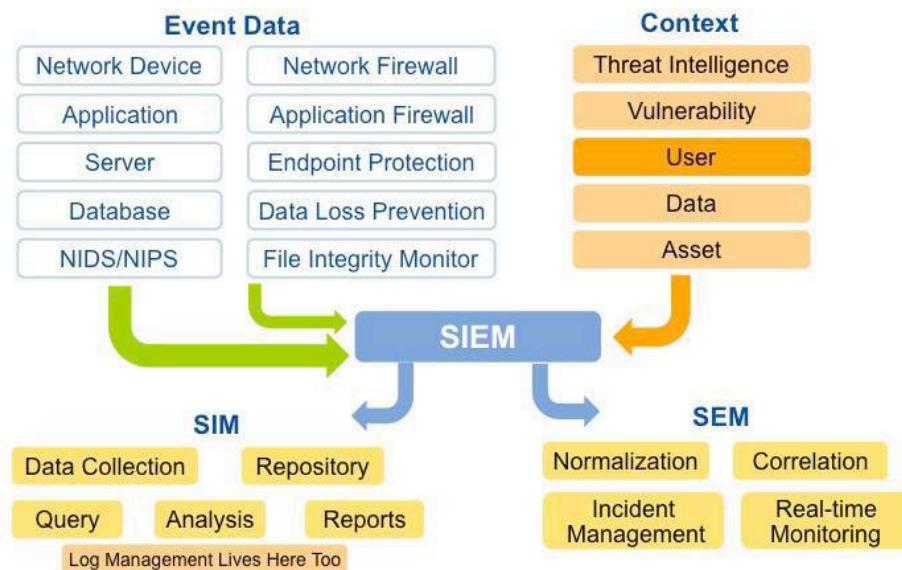 Event Data
Network Device
Application
Server
Database
NIDS/NIPS
Network Firewall
Application Firewall
Endpoint Protection
Data Loss Prevention
File Integrity Monitor
Context
Threat Intelligence
Vulnerability
User
Data
Asset
SIEM
SIM
Data Collection
Repository
Query
Analysis
Reports
Log Management Lives Here Too
SEM
Normalization
Correlation
Incident
Management
Real-time
Monitoring